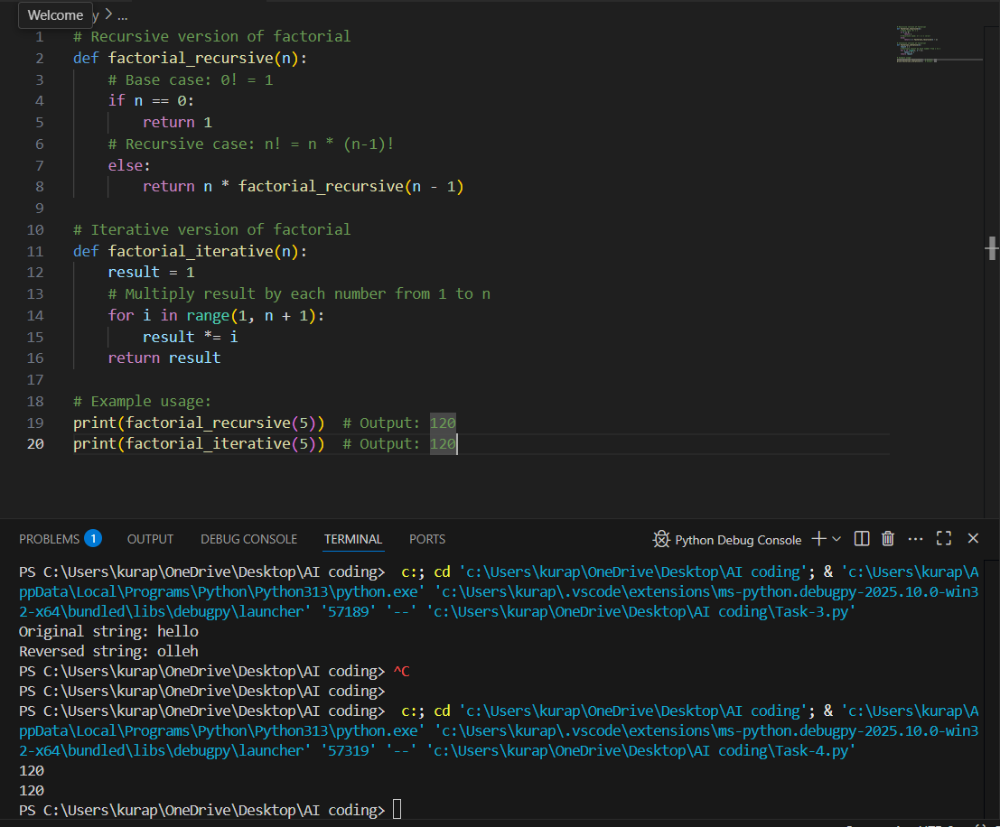 Welcome y > ...
1 # Recursive version of factorial
2 def factorial_recursive(n):
3     # Base case: 0! = 1
4     if n == 0:
5         return 1
6     # Recursive case: n! = n * (n-1)!
7     else:
8         return n * factorial_recursive(n - 1)
9
10 # Iterative version of factorial
11 def factorial_iterative(n):
12     result = 1
13     # Multiply result by each number from 1 to n
14     for i in range(1, n + 1):
15         result *= i
16     return result
17
18 # Example usage:
19 print(factorial_recursive(5))  # Output: 120
20 print(factorial_iterative(5))  # Output: 120
PROBLEMS 1 OUTPUT DEBUG CONSOLE TERMINAL PORTS Python Debug Console
PS C:\Users\kurap\OneDrive\Desktop\AI coding>  c:; cd 'c:\Users\kurap\OneDrive\Desktop\AI coding'; & 'c:\Users\kurap\A
ppData\Local\Programs\Python\Python313\python.exe' 'c:\Users\kurap\.vscode\extensions\ms-python.debugpy-2025.10.0-win3
2-x64\bundled\libs\debugpy\launcher' '57189' '--' 'c:\Users\kurap\OneDrive\Desktop\AI coding\Task-3.py'
Original string: hello
Reversed string: olleh
PS C:\Users\kurap\OneDrive\Desktop\AI coding> ^C
PS C:\Users\kurap\OneDrive\Desktop\AI coding>
PS C:\Users\kurap\OneDrive\Desktop\AI coding>  c:; cd 'c:\Users\kurap\OneDrive\Desktop\AI coding'; & 'c:\Users\kurap\A
ppData\Local\Programs\Python\Python313\python.exe' 'c:\Users\kurap\.vscode\extensions\ms-python.debugpy-2025.10.0-win3
2-x64\bundled\libs\debugpy\launcher' '57319' '--' 'c:\Users\kurap\OneDrive\Desktop\AI coding\Task-4.py'
120
120
PS C:\Users\kurap\OneDrive\Desktop\AI coding>